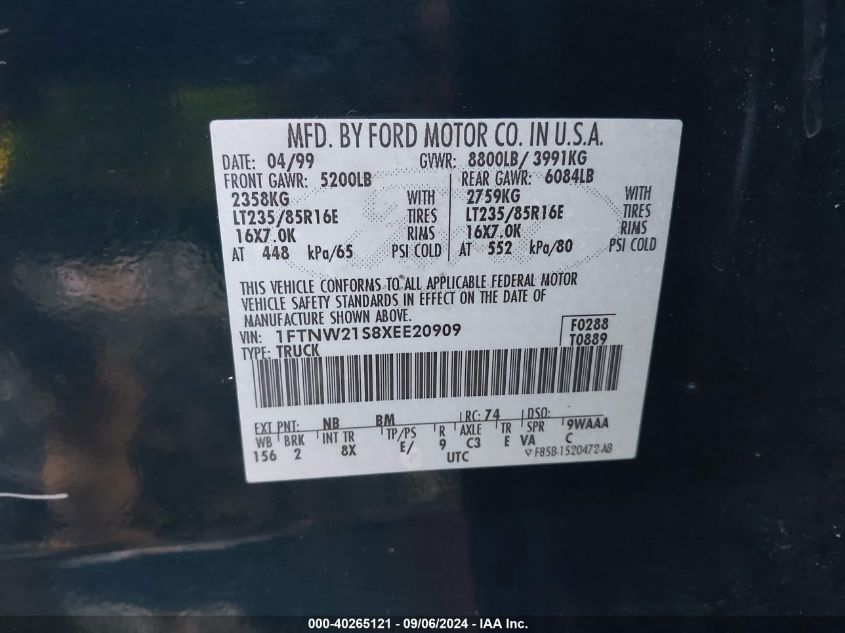 MFD. BY FORD MOTOR CO. IN U.S.A.
DATE: 04/99 GVWR: 8800LB/ 3991KG
FRONT GAWR: 5200LB REAR GAWR: 6084LB
2358KG WITH 2759KG WITH
LT235/85R16E TIRES LT235/85R16E TIRES
16X7.0K RIMS 16X7.0K RIMS
AT 448 kPa/65 PSI COLD AT 552 kPa/80 PSI COLD
THIS VEHICLE CONFORMS TO ALL APPLICABLE FEDERAL MOTOR
VEHICLE SAFETY STANDARDS IN EFFECT ON THE DATE OF
MANUFACTURE SHOWN ABOVE.
VIN: 1FTNW21S8XEE20909 F0288
TYPE: TRUCK T0889
EXT PNT: NB BM RC: 74 DSO:
WB BRK INT TR TP/PS R AXLE TR SPR 9WAAA
156 2 8X E/ 9 C3 E VA C
UTC F85B-1520472-AB
000-40265121 - 09/06/2024 - IAA Inc.